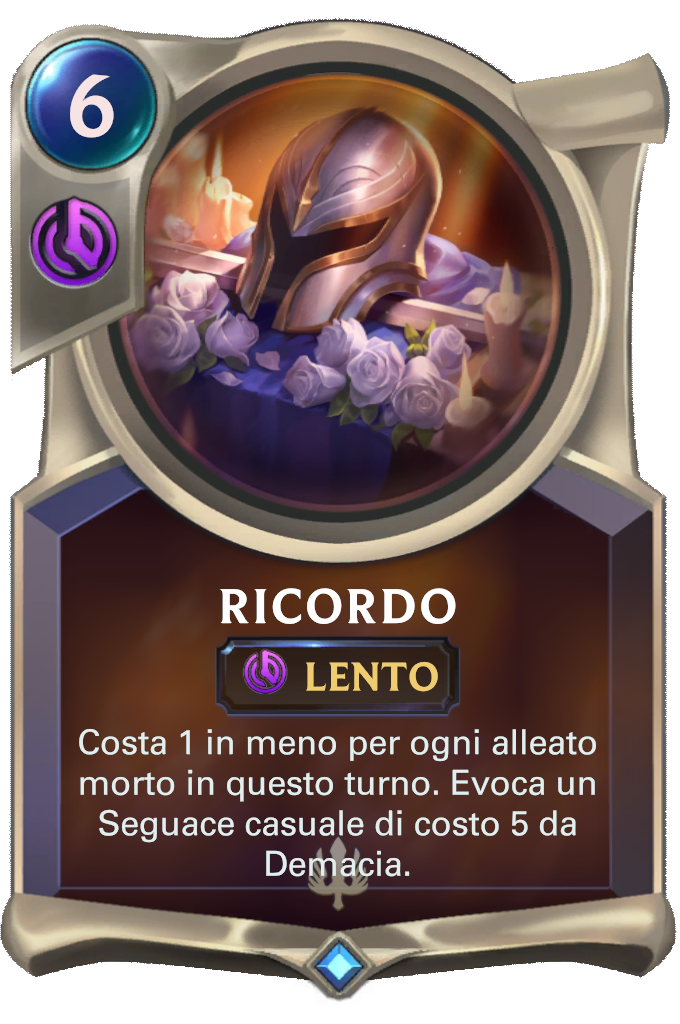 6
RICORDO
LENTO
Costa 1 in meno per ogni alleato
morto in questo turno. Evoca un
Seguace casuale di costo 5 da
Demacia.